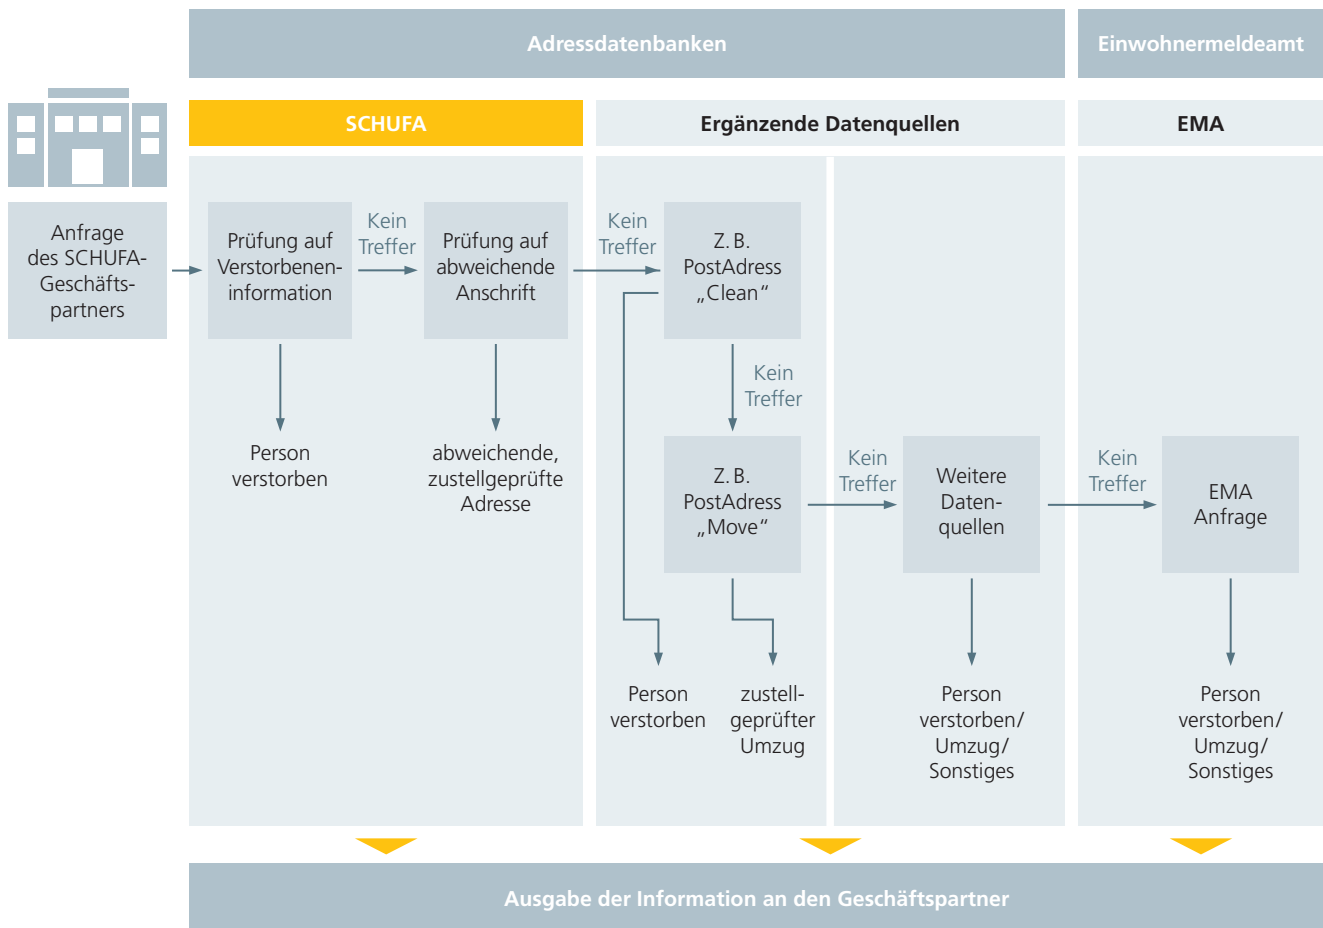 Adressdatenbanken
Einwohnermeldeamt
SCHUFA
Ergänzende Datenquellen
EMA
Anfrage
des SCHUFA-
Geschäfts-
partners
Prüfung auf
Verstorbenen-
information
Kein
Treffer
Prüfung auf
abweichende
Anschrift
Kein
Treffer
Z. B.
PostAdress
„Clean“
Kein
Treffer
Person
verstorben
abweichende,
zustellgeprüfte
Adresse
Z. B.
PostAdress
„Move“
Kein
Treffer
Weitere
Daten-
quellen
Kein
Treffer
EMA
Anfrage
Person
verstorben
zustell-
geprüfter
Umzug
Person
verstorben/
Umzug/
Sonstiges
Person
verstorben/
Umzug/
Sonstiges
Ausgabe der Information an den Geschäftspartner